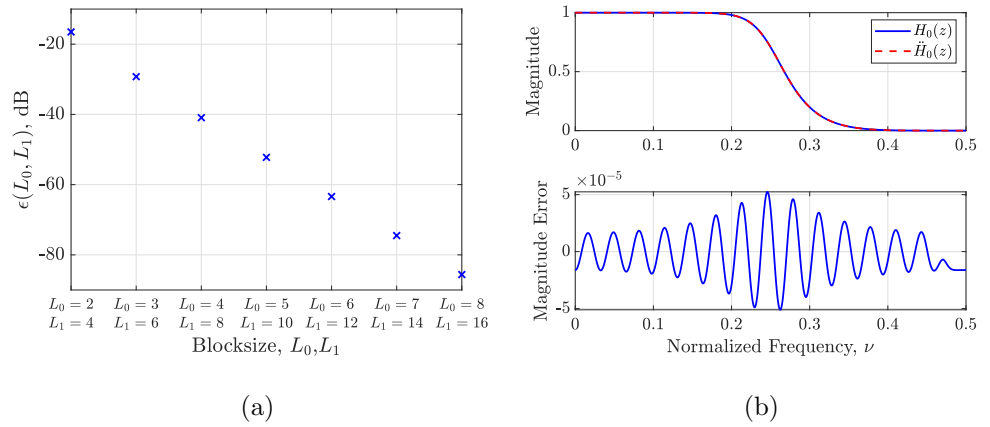 ϵ(L₀, L₁), dB
-20
-40
-60
-80
L₀ = 2 L₀ = 3 L₀ = 4 L₀ = 5 L₀ = 6 L₀ = 7 L₀ = 8
L₁ = 4 L₁ = 6 L₁ = 8 L₁ = 10 L₁ = 12 L₁ = 14 L₁ = 16
Blocksize, L₀,L₁
(a)
Magnitude
1
0.5
0
H₀(z)
Ḧ₀(z)
0 0.1 0.2 0.3 0.4 0.5
×10⁻⁵
Magnitude Error
5
0
-5
0 0.1 0.2 0.3 0.4 0.5
Normalized Frequency, ν
(b)